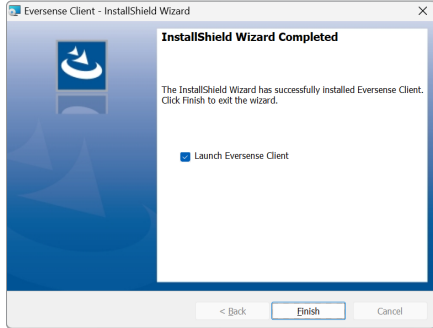 Eversense Client - InstallShield Wizard
InstallShield Wizard Completed
The InstallShield Wizard has successfully installed Eversense Client.
Click Finish to exit the wizard.
Launch Eversense Client
< Back
Finish
Cancel